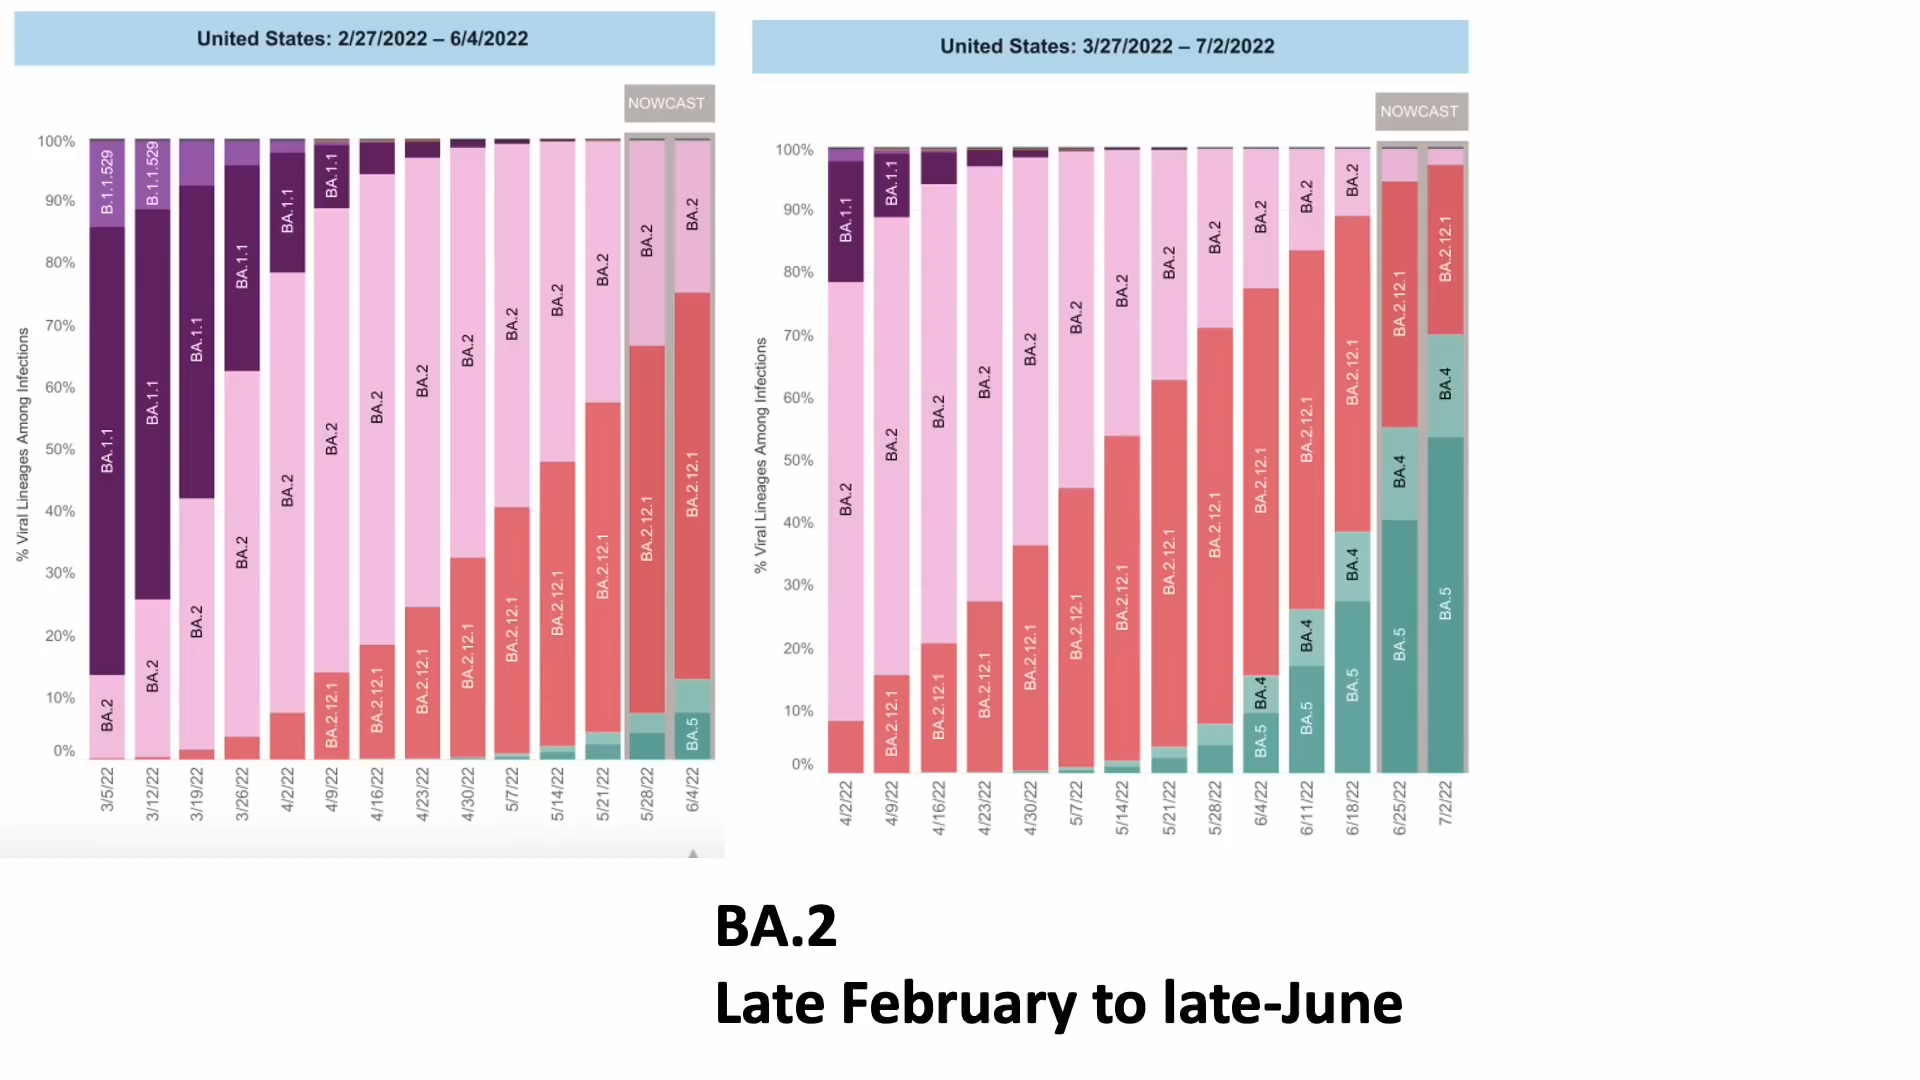 United States: 2/27/2022 – 6/4/2022
NOWCAST
% Viral Lineages Among Infections
100%
90%
80%
70%
60%
50%
40%
30%
20%
10%
0%
B.1.1.529
BA.1.1
BA.2
B.1.1.529
BA.1.1
BA.2
BA.1.1
BA.2
BA.1.1
BA.2
BA.1.1
BA.2
BA.1.1
BA.2
BA.2.12.1
BA.2
BA.2.12.1
BA.2
BA.2.12.1
BA.2
BA.2.12.1
BA.2
BA.2.12.1
BA.2
BA.2.12.1
BA.2
BA.2.12.1
BA.2
BA.2.12.1
BA.2
BA.2.12.1
BA.5
3/5/22
3/12/22
3/19/22
3/26/22
4/2/22
4/9/22
4/16/22
4/23/22
4/30/22
5/7/22
5/14/22
5/21/22
5/28/22
6/4/22
United States: 3/27/2022 – 7/2/2022
NOWCAST
% Viral Lineages Among Infections
100%
90%
80%
70%
60%
50%
40%
30%
20%
10%
0%
BA.1.1
BA.2
BA.1.1
BA.2
BA.2.12.1
BA.2
BA.2.12.1
BA.2
BA.2.12.1
BA.2
BA.2.12.1
BA.2
BA.2.12.1
BA.2
BA.2.12.1
BA.2
BA.2.12.1
BA.2
BA.2.12.1
BA.2
BA.2.12.1
BA.4
BA.5
BA.2
BA.2.12.1
BA.4
BA.5
BA.2
BA.2.12.1
BA.4
BA.5
BA.2.12.1
BA.4
BA.5
BA.2.12.1
BA.4
BA.5
4/2/22
4/9/22
4/16/22
4/23/22
4/30/22
5/7/22
5/14/22
5/21/22
5/28/22
6/4/22
6/11/22
6/18/22
6/25/22
7/2/22
BA.2
Late February to late-June